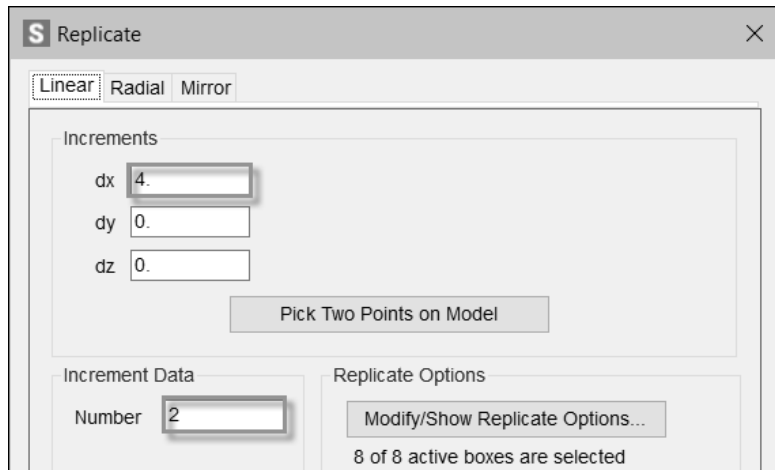 S Replicate
Linear Radial Mirror
Increments
dx 4.
dy 0.
dz 0.
Pick Two Points on Model
Increment Data
Number 2
Replicate Options
Modify/Show Replicate Options...
8 of 8 active boxes are selected